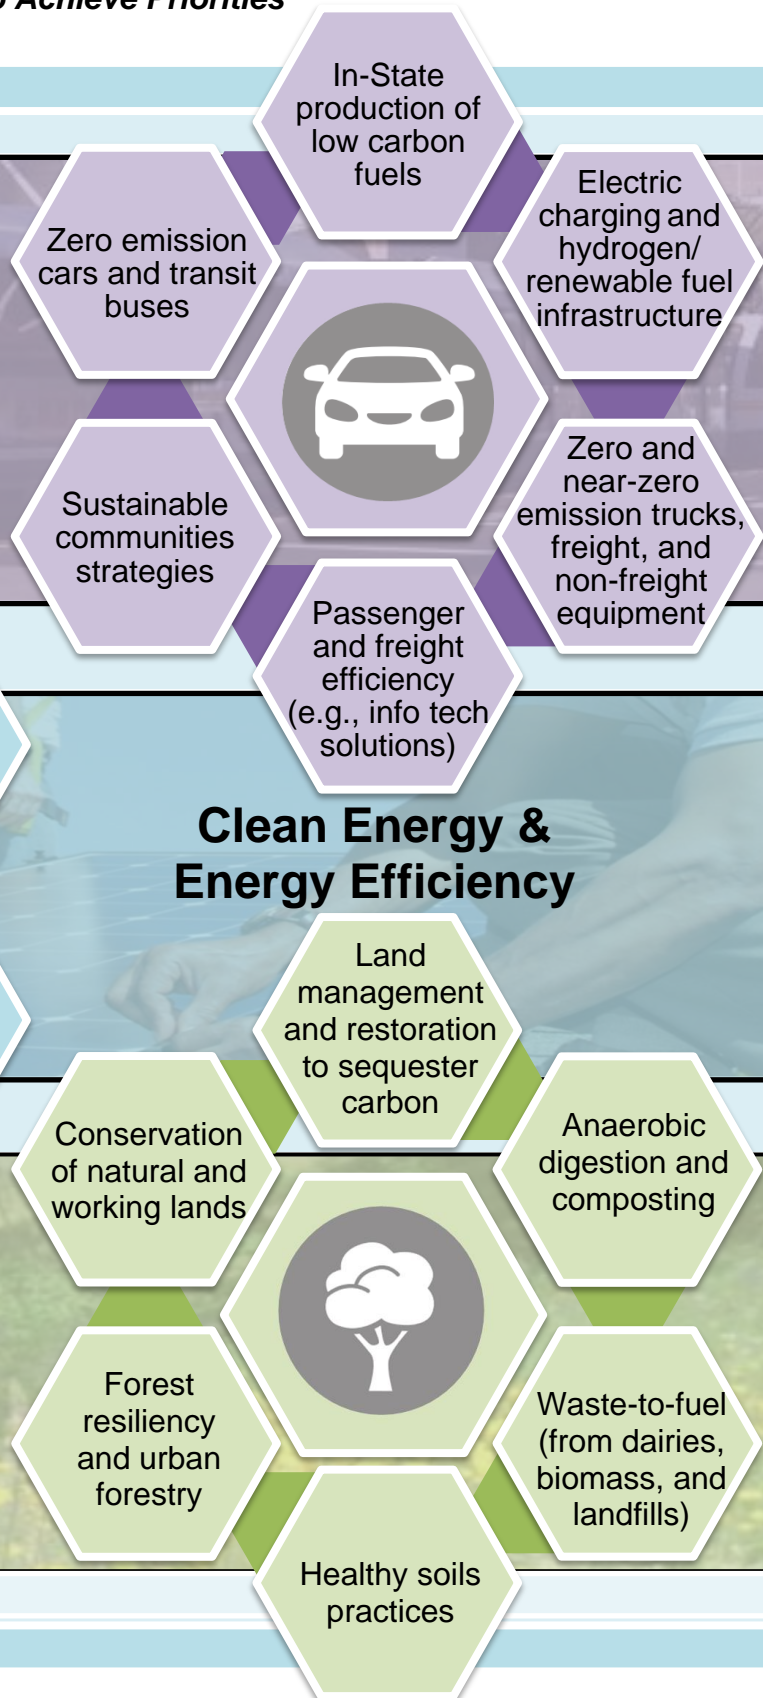 Achieve Priorities
In-State
production of
low carbon
fuels
Electric
charging and
hydrogen/
renewable fuel
infrastructure
Zero emission
cars and transit
buses
Zero and
near-zero
emission trucks,
freight, and
non-freight
equipment
Sustainable
communities
strategies
Passenger
and freight
efficiency
(e.g., info tech
solutions)
Clean Energy &
Energy Efficiency
Land
management
and restoration
to sequester
carbon
Anaerobic
digestion and
composting
Conservation
of natural and
working lands
Waste-to-fuel
(from dairies,
biomass, and
landfills)
Forest
resiliency
and urban
forestry
Healthy soils
practices